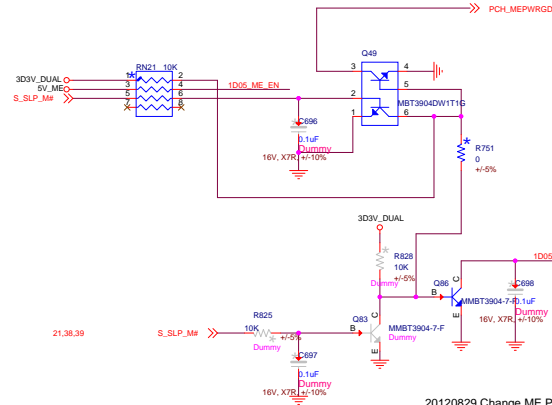 PCH_MEPWRGD
RN21 10K
Q49
3D3V_DUAL
5V_ME
S_SLP_M#
1 2
3 4
5 6
7 8
1D05_ME_EN
3 4
5
2
1 6
MBT3904DW1T1G
C696
0.1uF
Dummy
16V, X7R, +/-10%
R751
0
+/-5%
3D3V_DUAL
R828
10K
+/-5%
Dummy
Q86
B
C
E
MMBT3904-7-F
1D05
C698
0.1uF
Dummy
16V, X7R, +/-10%
R825
10K
+/-5%
Dummy
Q83
B
C
E
MMBT3904-7-F
Dummy
21,38,39
S_SLP_M#
C697
0.1uF
Dummy
16V, X7R, +/-10%
20120829 Change ME P